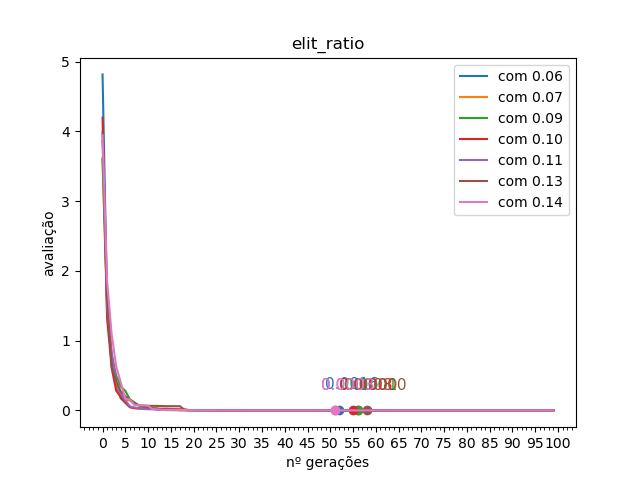 elit_ratio
5
4
3
2
1
0
avaliação
com 0.06
com 0.07
com 0.09
com 0.10
com 0.11
com 0.13
com 0.14
0 5 10 15 20 25 30 35 40 45 50 55 60 65 70 75 80 85 90 95 100
nº gerações